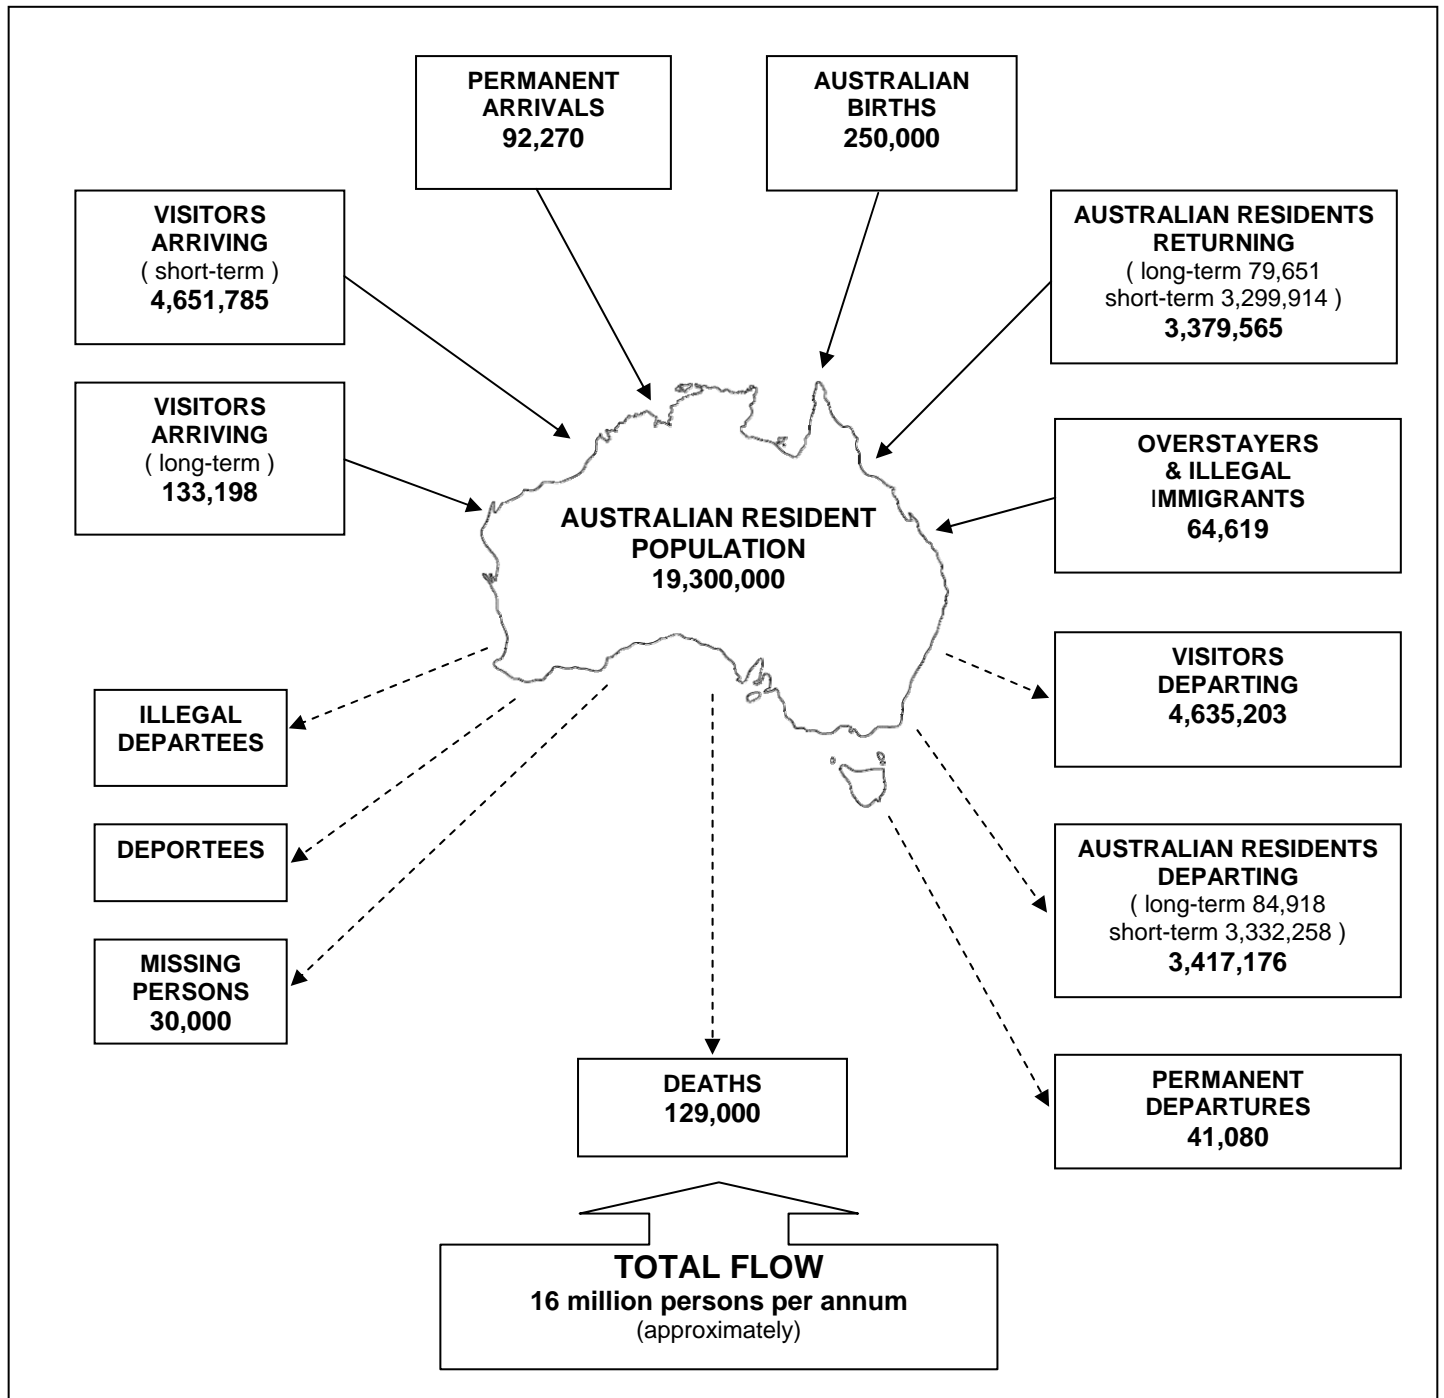 PERMANENT
ARRIVALS
92,270
AUSTRALIAN
BIRTHS
250,000
VISITORS
ARRIVING
( short-term )
4,651,785
AUSTRALIAN RESIDENTS
RETURNING
( long-term 79,651
short-term 3,299,914 )
3,379,565
VISITORS
ARRIVING
( long-term )
133,198
OVERSTAYERS
& ILLEGAL
IMMIGRANTS
64,619
AUSTRALIAN RESIDENT
POPULATION
19,300,000
VISITORS
DEPARTING
4,635,203
ILLEGAL
DEPARTEES
DEPORTEES
AUSTRALIAN RESIDENTS
DEPARTING
( long-term 84,918
short-term 3,332,258 )
3,417,176
MISSING
PERSONS
30,000
DEATHS
129,000
PERMANENT
DEPARTURES
41,080
TOTAL FLOW
16 million persons per annum
(approximately)